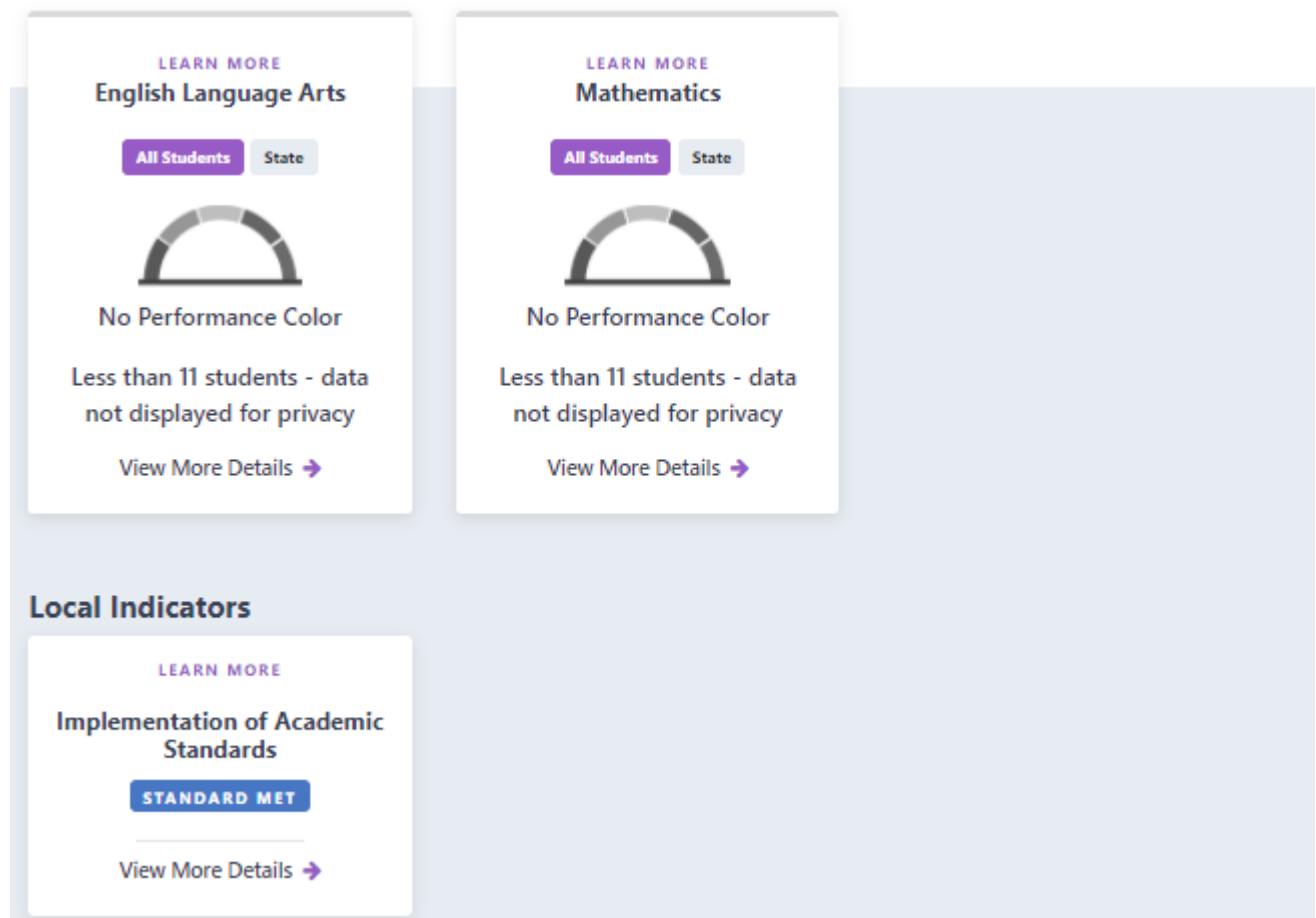 LEARN MORE
English Language Arts
All Students State
No Performance Color
Less than 11 students - data
not displayed for privacy
View More Details
LEARN MORE
Mathematics
All Students State
No Performance Color
Less than 11 students - data
not displayed for privacy
View More Details
Local Indicators
LEARN MORE
Implementation of Academic
Standards
STANDARD MET
View More Details